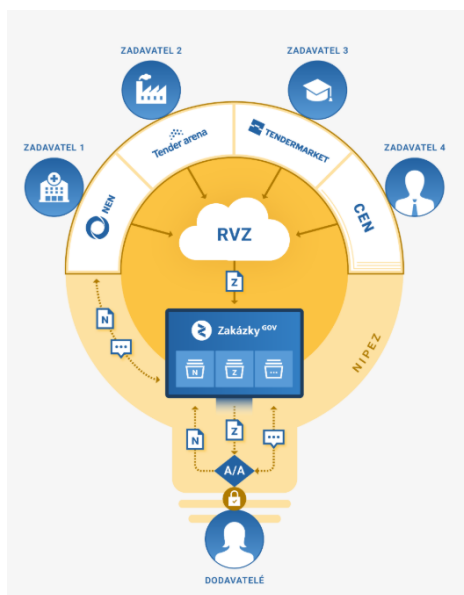 ZADAVATEL 2
ZADAVATEL 3
ZADAVATEL 1
ZADAVATEL 4
NEN
Tender arena
TENDERMARKET
CEN
RVZ
Z
N
Zakázky GOV
N
Z
NIPEZ
N
Z
A/A
DODAVATELÉ